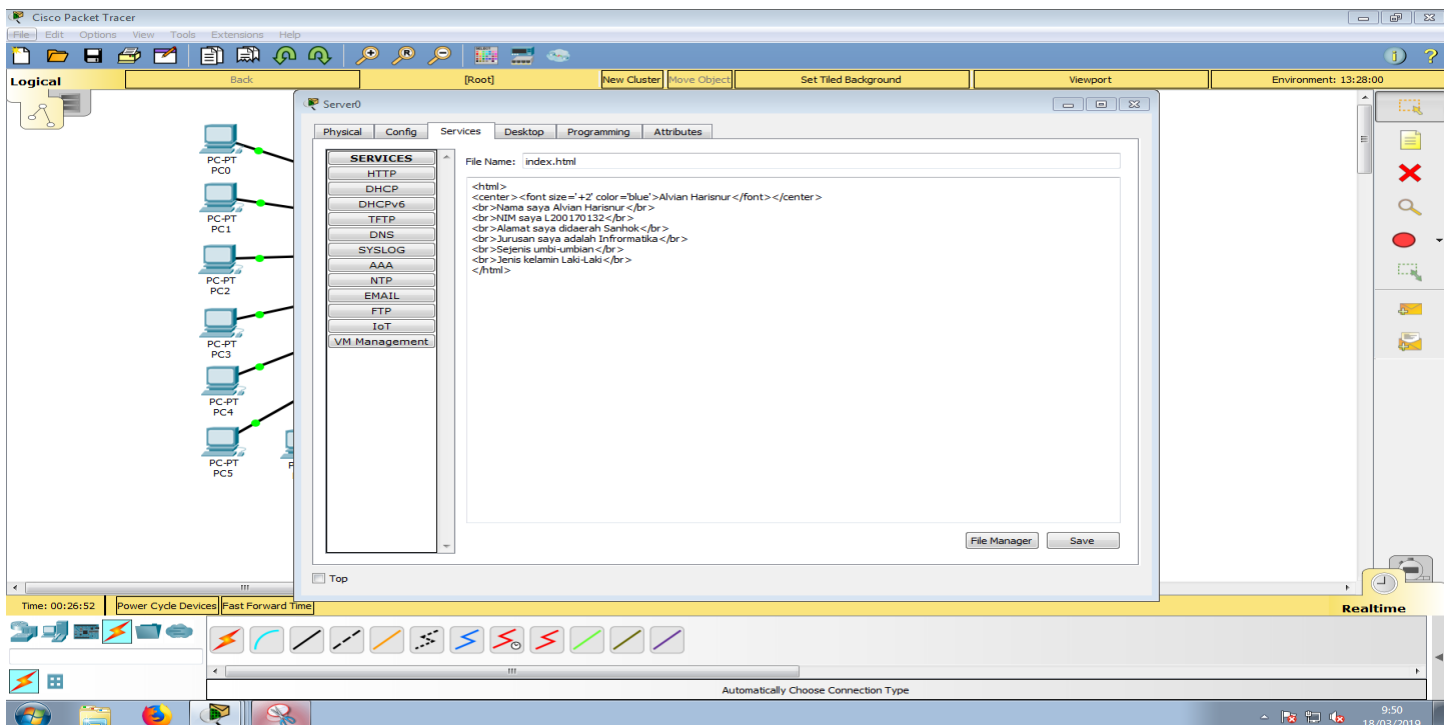 Cisco Packet Tracer
File Edit Options View Tools Extensions Help
Logical Back [Root] New Cluster Move Object Set Tiled Background Viewport Environment: 13:28:00
Server0
Physical Config Services Desktop Programming Attributes
SERVICES
HTTP
DHCP
DHCPv6
TFTP
DNS
SYSLOG
AAA
NTP
EMAIL
FTP
IoT
VM Management
File Name: index.html
<html>
<center><font size='+2' color='blue'>Alvian Harisnur</font></center>
<br>Nama saya Alvian Harisnur</br>
<br>NIM saya L200170132</br>
<br>Alamat saya didaerah Sanhok</br>
<br>Jurusan saya adalah Infrormatika</br>
<br>Sejenis umbi-umbian</br>
<br>Jenis kelamin Laki-Laki</br>
</html>
File Manager Save
Top
PC-PT
PC0
PC-PT
PC1
PC-PT
PC2
PC-PT
PC3
PC-PT
PC4
PC-PT
PC5
P
Time: 00:26:52 Power Cycle Devices Fast Forward Time
Realtime
Automatically Choose Connection Type
9:50
18/03/2019